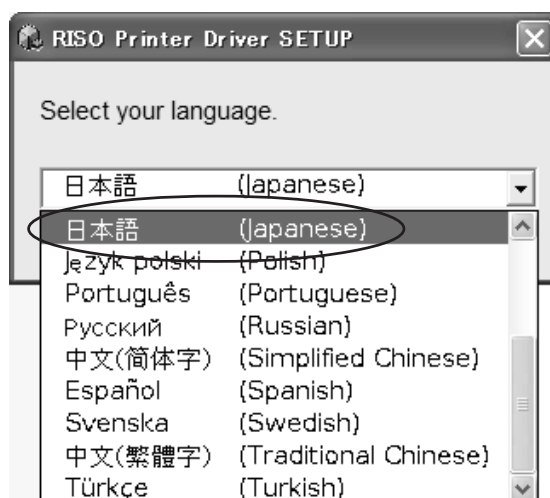 RISO Printer Driver SETUP
Select your language.
日本語 (Japanese)
日本語 (Japanese)
Język polski (Polish)
Português (Portuguese)
Русский (Russian)
中文(简体字) (Simplified Chinese)
Español (Spanish)
Svenska (Swedish)
中文(繁體字) (Traditional Chinese)
Türkçe (Turkish)